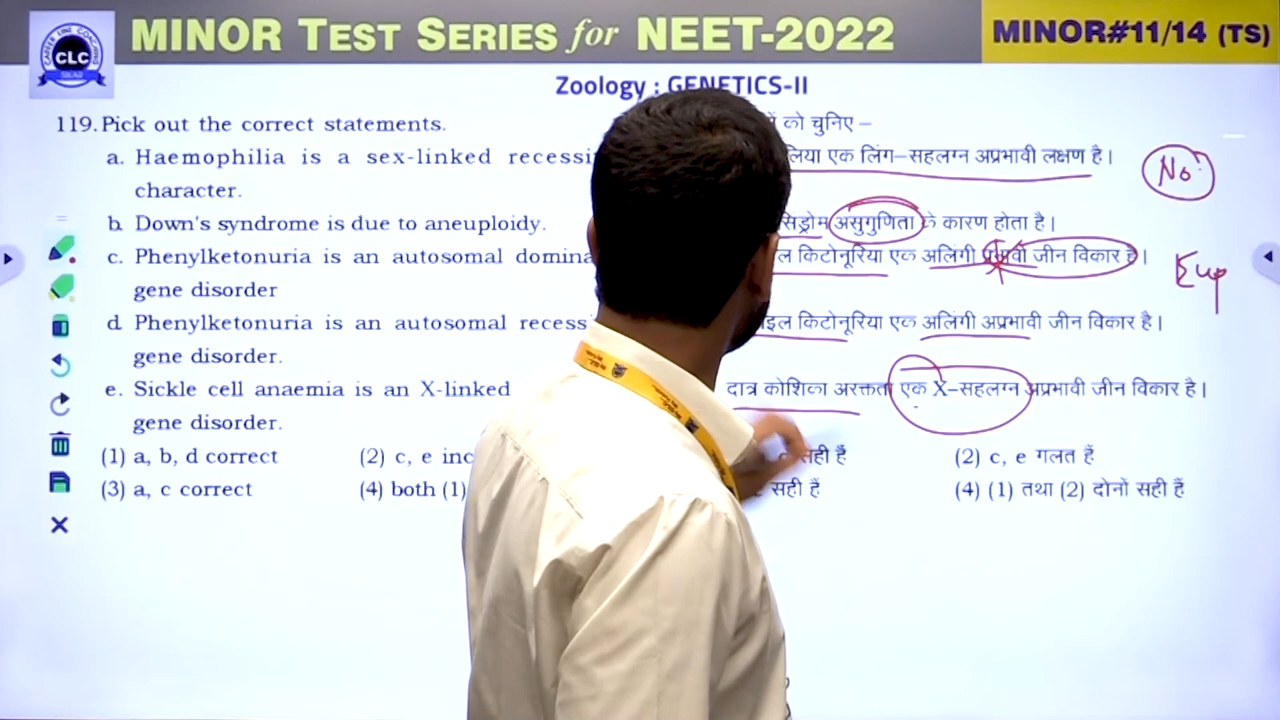 MINOR TEST SERIES for NEET-2022
MINOR#11/14 (TS)
CLC
Zoology : GENETICS-II
119. Pick out the correct statements.
a. Haemophilia is a sex-linked recessi
character.
b. Down's syndrome is due to aneuploidy.
c. Phenylketonuria is an autosomal domina
gene disorder
d. Phenylketonuria is an autosomal recess
gene disorder.
e. Sickle cell anaemia is an X-linked
gene disorder.
(1) a, b, d correct
(2) c, e inc
(3) a, c correct
(4) both (1)
को चुनिए –
लिया एक लिंग–सहलग्न अप्रभावी लक्षण है।
सिंड्रोम असुगुणिता के कारण होता है।
ल किटोनूरिया एक अलिंगी प्रभावी जीन विकार है।
इल किटोनूरिया एक अलिंगी अप्रभावी जीन विकार है।
दात्र कोशिका अरक्तता एक X–सहलग्न अप्रभावी जीन विकार है।
सही हैं
(2) c, e गलत हैं
सही हैं
(4) (1) तथा (2) दोनों सही हैं
No